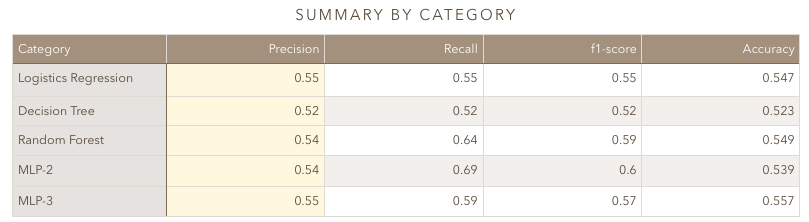 SUMMARY BY CATEGORY
Category Precision Recall f1-score Accuracy
Logistics Regression 0.55 0.55 0.55 0.547
Decision Tree 0.52 0.52 0.52 0.523
Random Forest 0.54 0.64 0.59 0.549
MLP-2 0.54 0.69 0.6 0.539
MLP-3 0.55 0.59 0.57 0.557